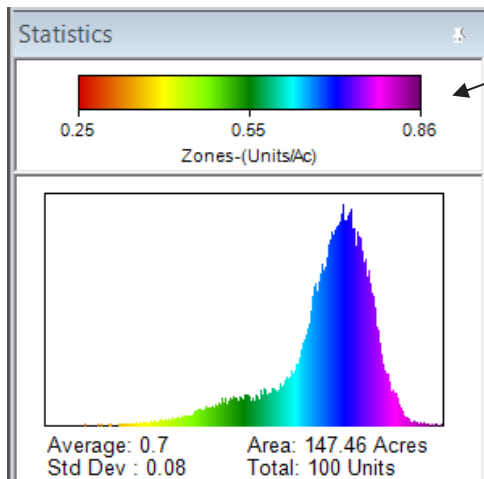 Statistics
0.25 0.55 0.86
Zones-(Units/Ac)
Average: 0.7 Area: 147.46 Acres
Std Dev : 0.08 Total: 100 Units